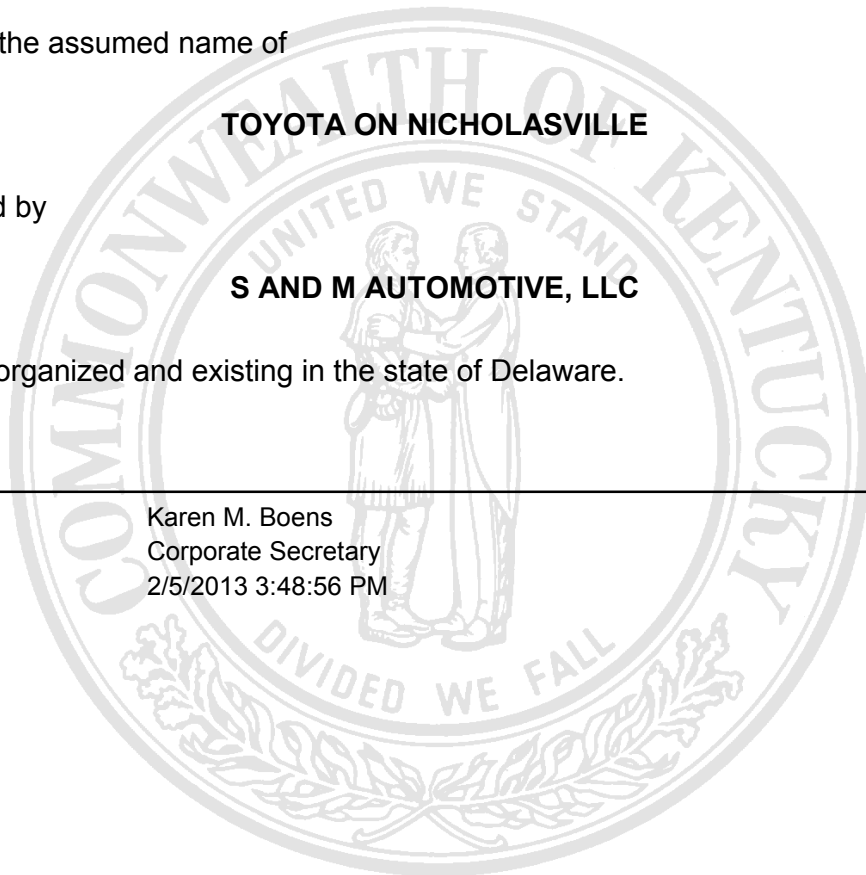 the assumed name of
TOYOTA ON NICHOLASVILLE
d by
S AND M AUTOMOTIVE, LLC
organized and existing in the state of Delaware.
Karen M. Boens
Corporate Secretary
2/5/2013 3:48:56 PM
COMMONWEALTH OF KENTUCKY
UNITED WE STAND
DIVIDED WE FALL